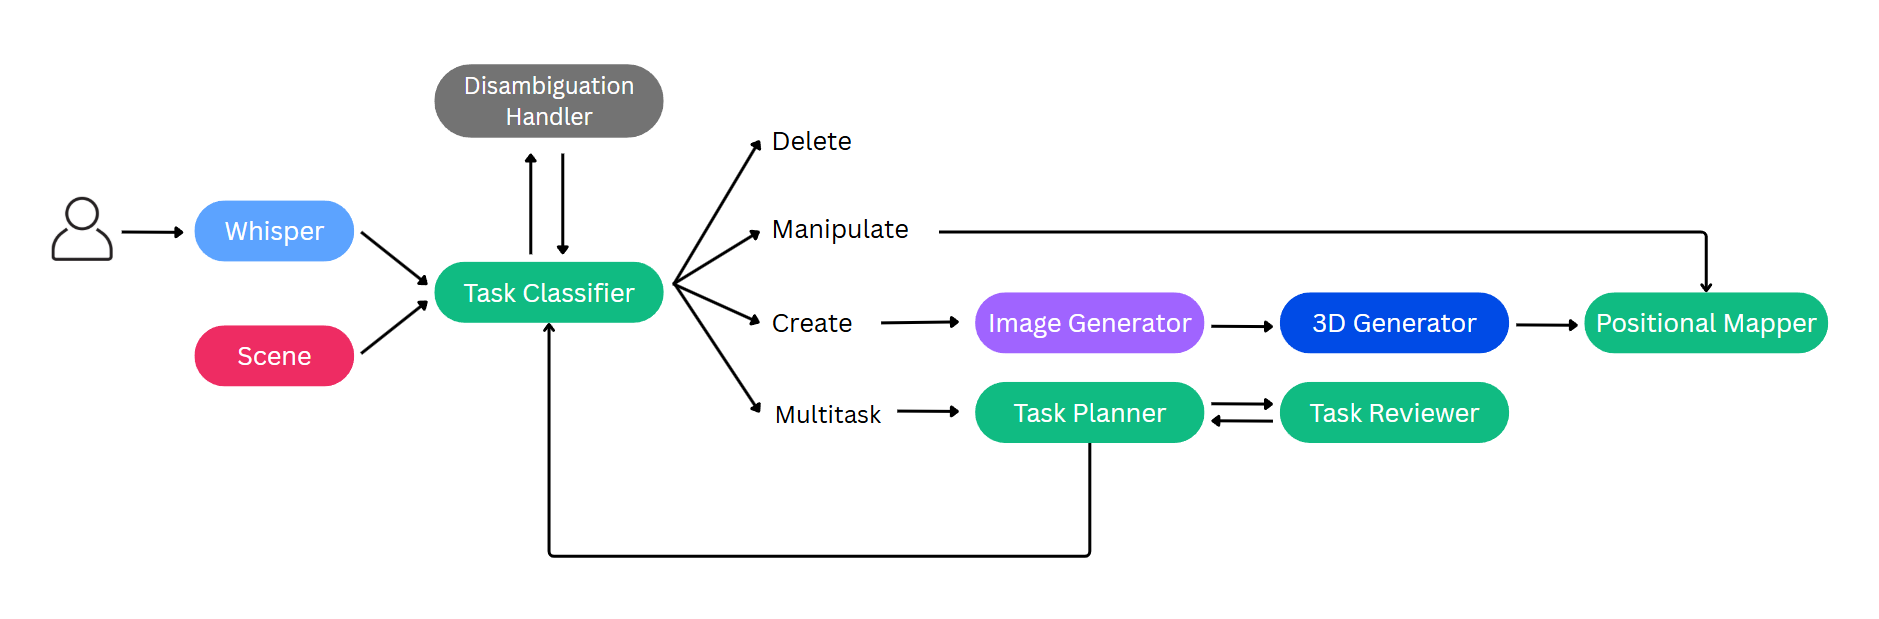 Disambiguation
Handler
Delete
Whisper
Manipulate
Task Classifier
Create
Image Generator
3D Generator
Positional Mapper
Scene
Multitask
Task Planner
Task Reviewer